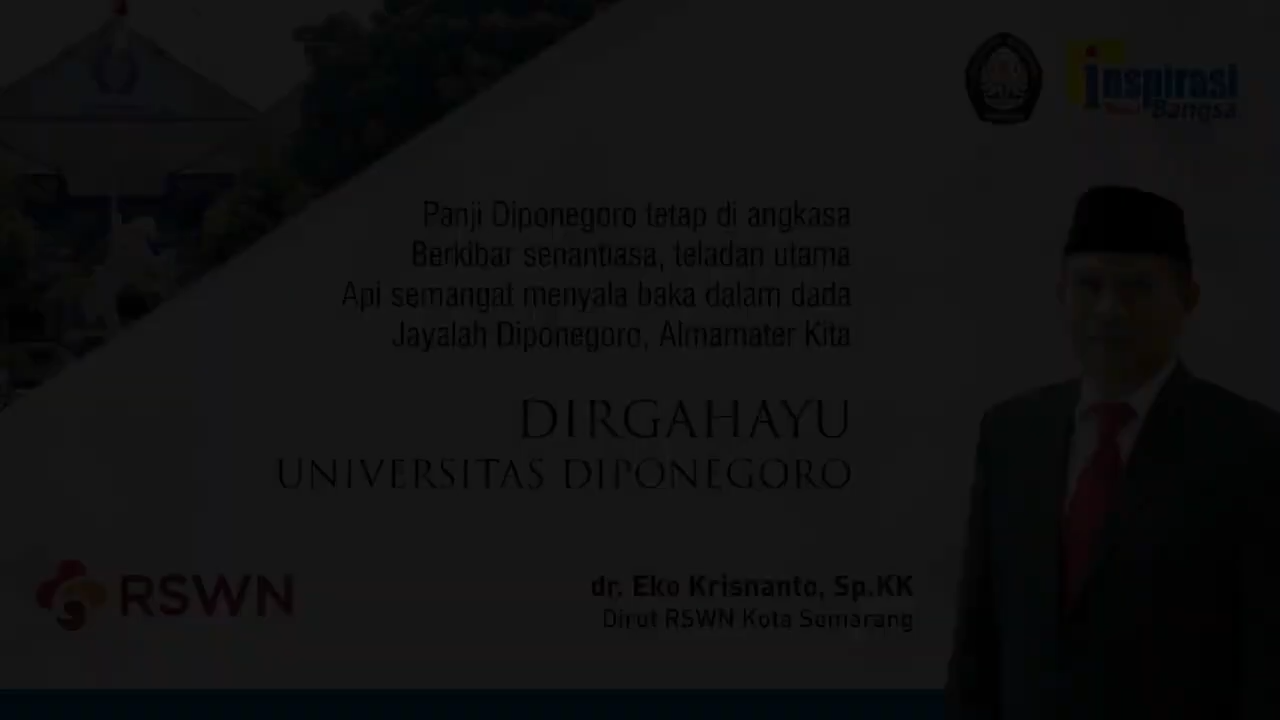 inspirasi
Bangsa
Panji Diponegoro tetap di angkasa
Berkibar senantiasa, teladan utama
Api semangat menyala baka dalam dada
Jayalah Diponegoro, Almamater Kita
DIRGAHAYU
UNIVERSITAS DIPONEGORO
RSWN
dr. Eko Krisnanto, Sp.KK
Dirut RSWN Kota Semarang